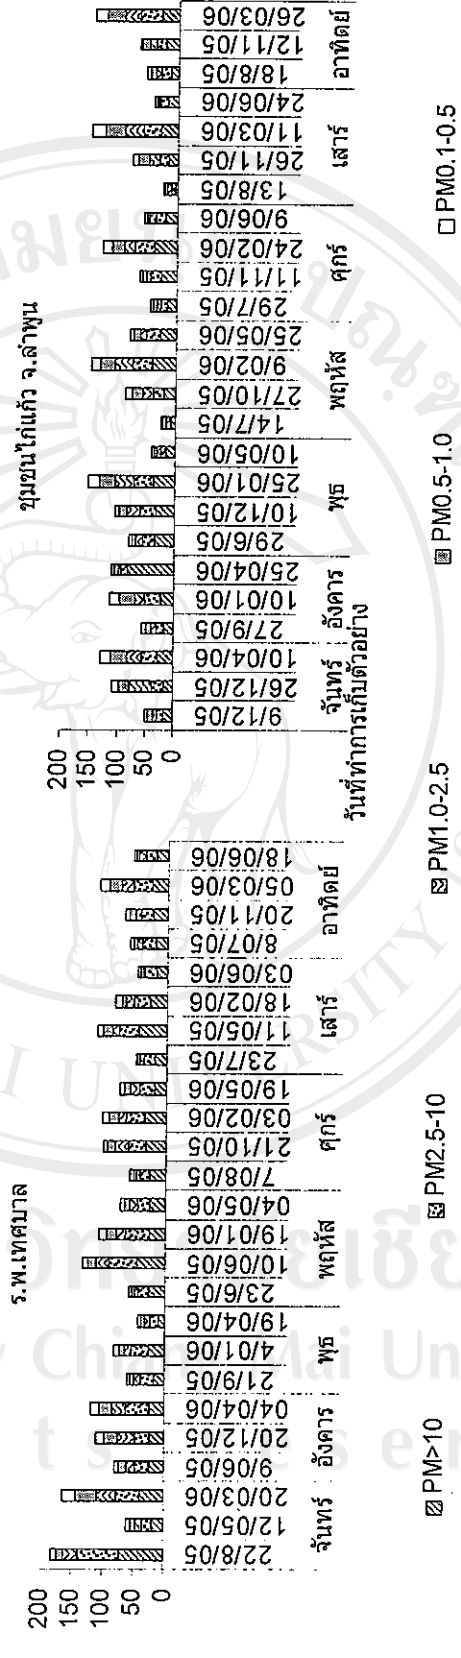 ร.พ.เทศบาล
200
150
100
50
0
22/8/05 12/05/05 20/03/06 9/06/05 20/12/05 04/04/06 21/9/05 4/01/06 19/04/06 23/6/05 10/06/05 19/01/06 04/05/06 7/08/05 21/10/05 03/02/06 19/05/06 23/7/05 11/05/05 18/02/06 03/06/06 8/07/05 20/11/05 05/03/06 18/06/06
จันทร์ อังคาร พุธ พฤหัส ศุกร์ เสาร์ อาทิตย์
ชุมชนไก่แก้ว จ.ลำพูน
200
150
100
50
0
9/12/05 26/12/05 10/04/06 27/9/05 10/01/06 25/04/06 29/6/05 10/12/05 25/01/06 10/05/06 14/7/05 27/10/05 9/02/06 25/05/06 29/7/05 11/11/05 24/02/06 9/06/06 13/8/05 26/11/05 11/03/06 24/06/06 18/8/05 12/11/05 26/03/06
จันทร์ อังคาร พุธ พฤหัส ศุกร์ เสาร์ อาทิตย์
วันที่ทำการเก็บตัวอย่าง
PM>10 PM2.5-10 PM1.0-2.5 PM0.5-1.0 PM0.1-0.5
Chiang Mai Un